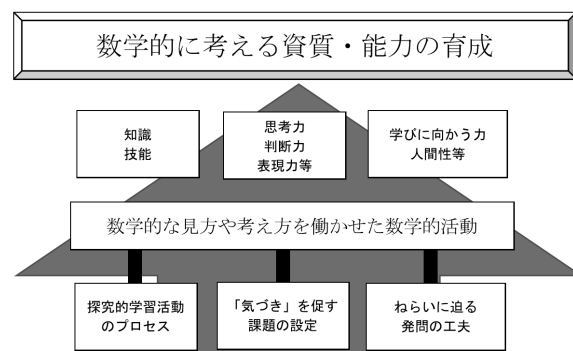 数学的に考える資質・能力の育成
知識
技能
思考力
判断力
表現力等
学びに向かう力
人間性等
数学的な見方や考え方を働かせた数学的活動
探究的学習活動
のプロセス
「気づき」を促す
課題の設定
ねらいに迫る
発問の工夫